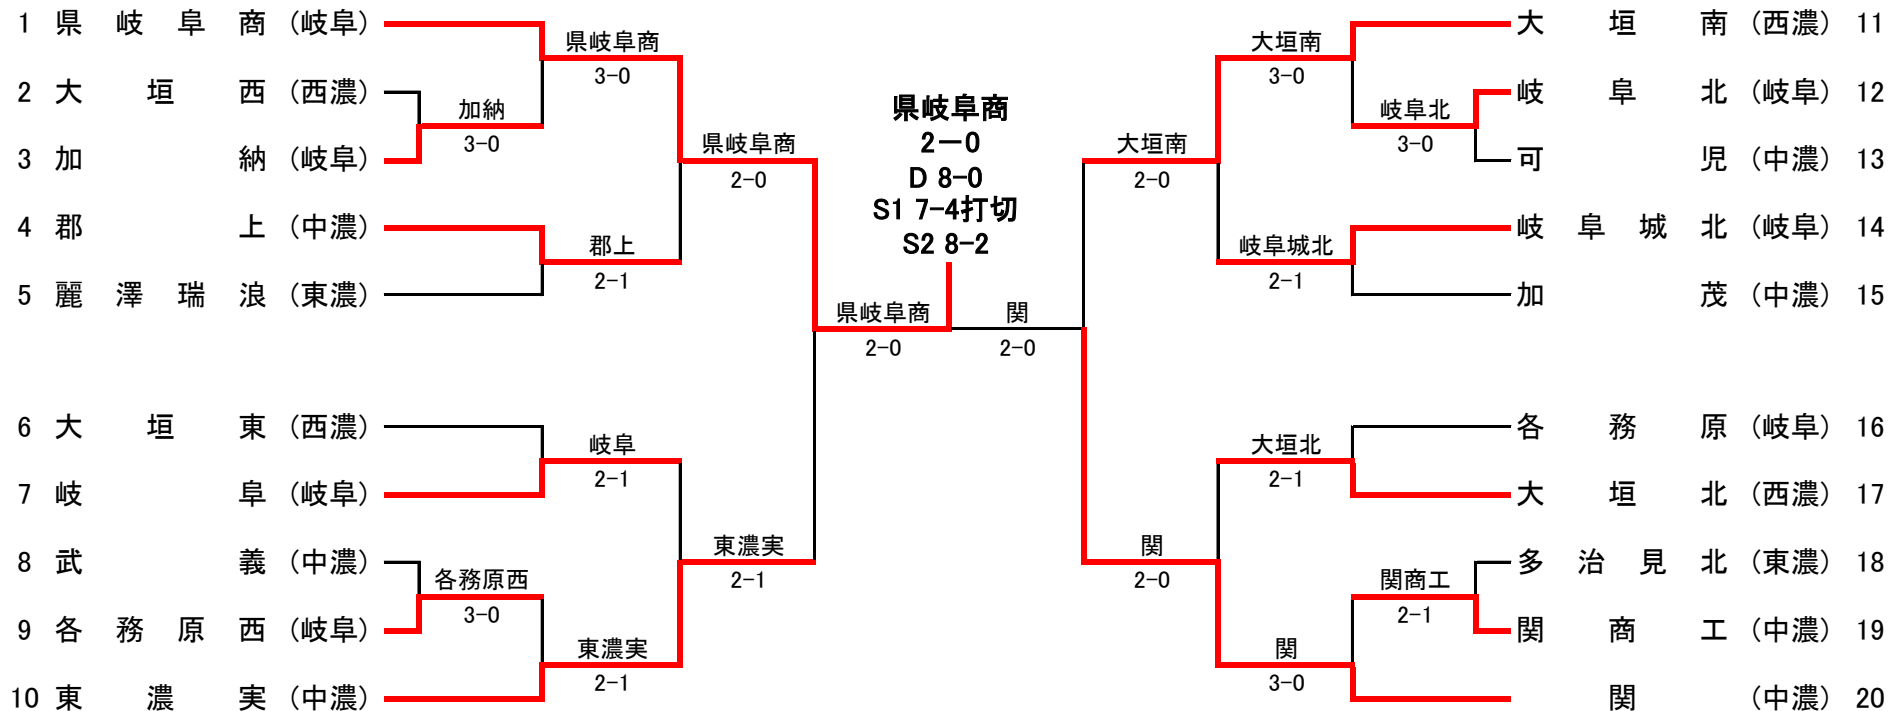 1 県岐阜商 (岐阜)
2 大垣西 (西濃)
3 加納 (岐阜)
4 郡上 (中濃)
5 麗澤瑞浪 (東濃)
6 大垣東 (西濃)
7 岐阜 (岐阜)
8 武義 (中濃)
9 各務原西 (岐阜)
10 東濃実 (中濃)
加納
3-0
各務原西
3-0
県岐阜商
3-0
郡上
2-1
岐阜
2-1
東濃実
2-1
県岐阜商
2-0
東濃実
2-1
県岐阜商
2-0
県岐阜商
2-0
D 8-0
S1 7-4打切
S2 8-2
関
2-0
大垣南
2-0
関
2-0
大垣南
3-0
岐阜城北
2-1
大垣北
2-1
関
3-0
岐阜北
3-0
関商工
2-1
大垣南 (西濃) 11
岐阜北 (岐阜) 12
可児 (中濃) 13
岐阜城北 (岐阜) 14
加茂 (中濃) 15
各務原 (岐阜) 16
大垣北 (西濃) 17
多治見北 (東濃) 18
関商工 (中濃) 19
関 (中濃) 20